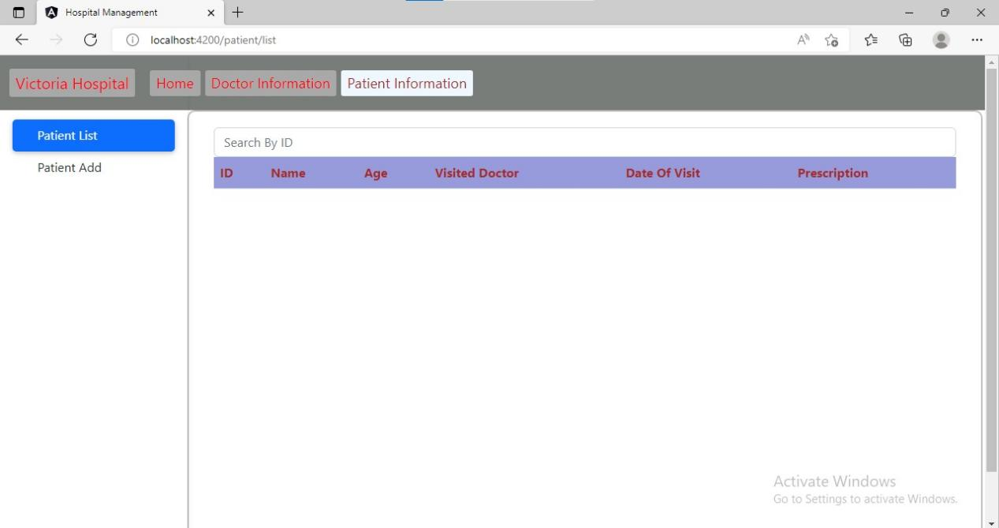 Hospital Management
localhost:4200/patient/list
Victoria Hospital Home Doctor Information Patient Information
Patient List
Patient Add
Search By ID
ID Name Age Visited Doctor Date Of Visit Prescription
Activate Windows
Go to Settings to activate Windows.